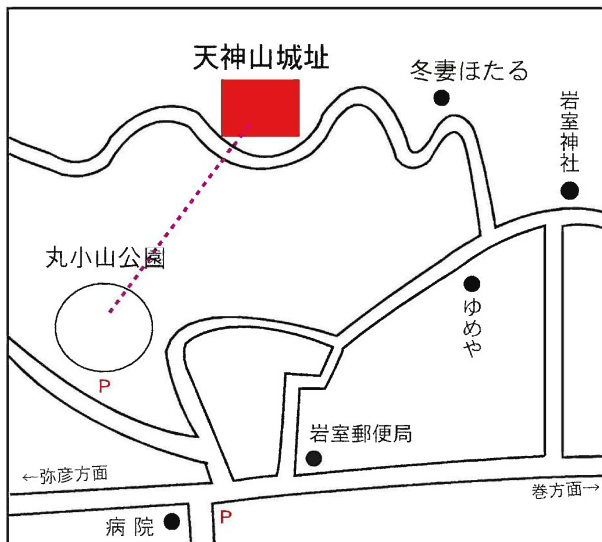 天神山城址
冬妻ほたる
岩室神社
丸小山公園
ゆめや
P
岩室郵便局
←弥彦方面
巻方面→
P
病院